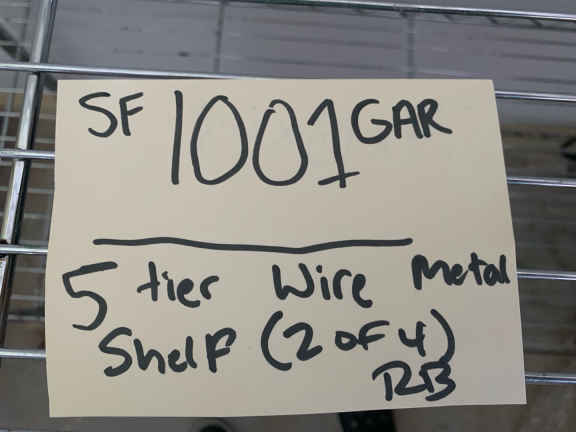 SF 1001 GAR
5 tier Wire Metal
Shelf (2 of 4)
RB